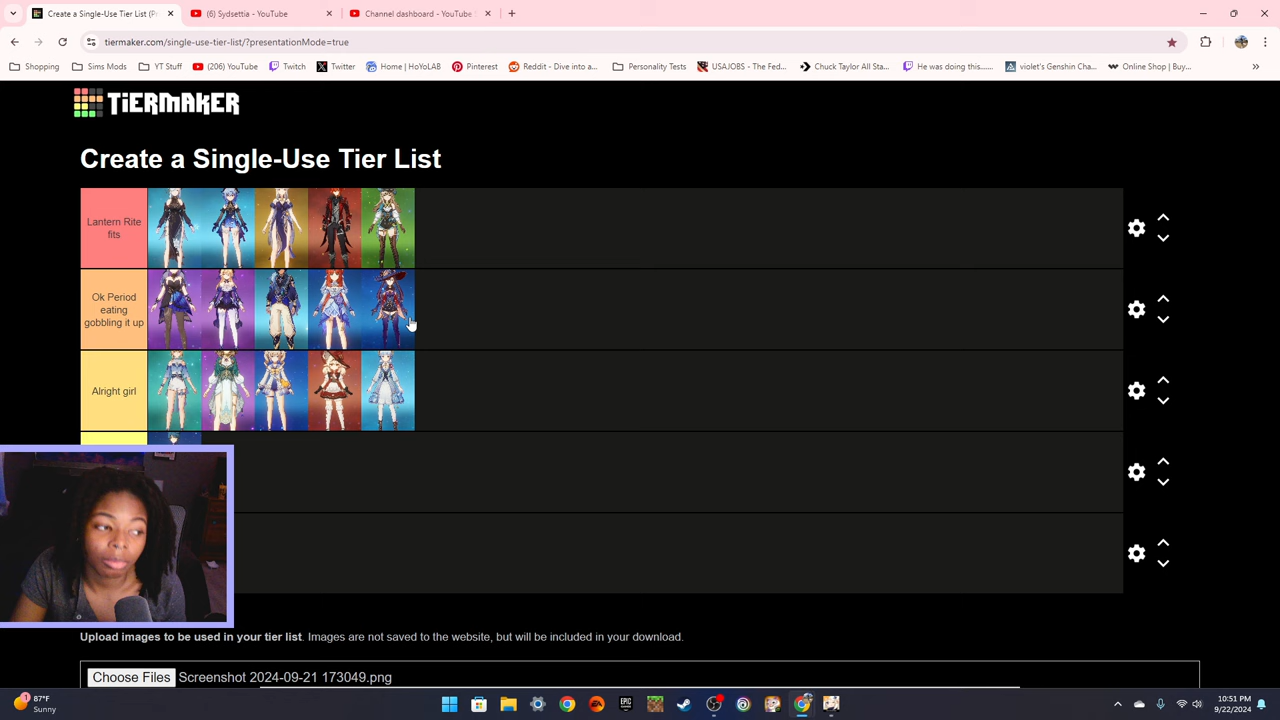 Create a Single-Use Tier List (Pr
(6) Sydsettia - YouTube
Channel dashboard - YouTube
tiermaker.com/single-use-tier-list/?presentationMode=true
Shopping
Sims Mods
YT Stuff
(206) YouTube
Twitch
Twitter
Home | HoYoLAB
Pinterest
Reddit - Dive into a...
Personality Tests
USAJOBS - The Fed...
Chuck Taylor All Sta...
He was doing this......
violet's Genshin Cha...
Online Shop | Buy...
TiERMAKER
Create a Single-Use Tier List
Lantern Rite
fits
Ok Period
eating
gobbling it up
Alright girl
Upload images to be used in your tier list. Images are not saved to the website, but will be included in your download.
Choose Files Screenshot 2024-09-21 173049.png
87°F
Sunny
10:51 PM
9/22/2024